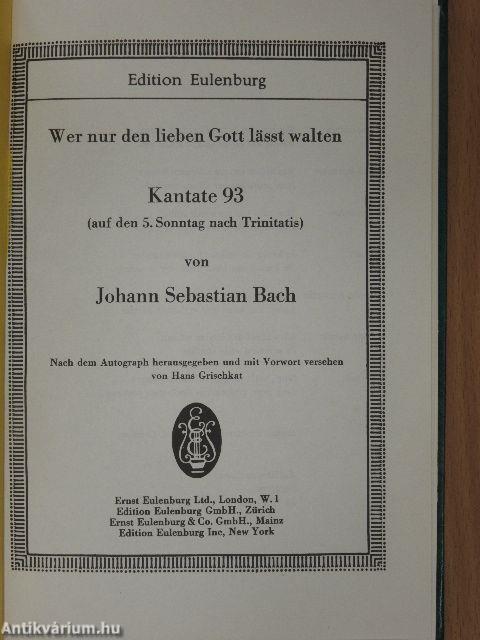 Edition Eulenburg
Wer nur den lieben Gott lässt walten
Kantate 93
(auf den 5. Sonntag nach Trinitatis)
von
Johann Sebastian Bach
Nach dem Autograph herausgegeben und mit Vorwort versehen
von Hans Grischkat
Ernst Eulenburg Ltd., London, W. 1
Edition Eulenburg GmbH., Zürich
Ernst Eulenburg & Co. GmbH., Mainz
Edition Eulenburg Inc, New York
Antikvárium.hu